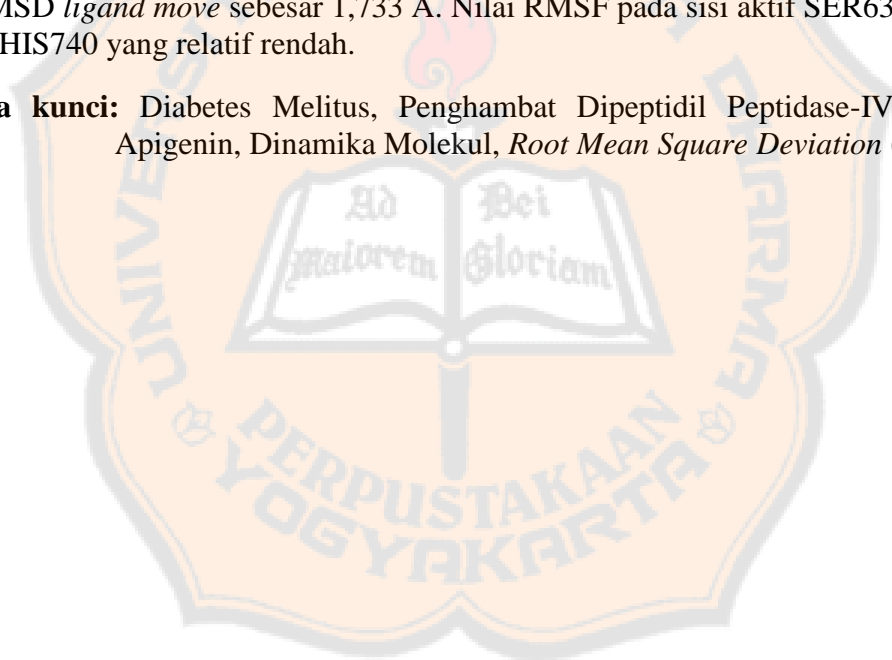 MSD ligand move sebesar 1,733 Å. Nilai RMSF pada sisi aktif SER63
HIS740 yang relatif rendah.
a kunci: Diabetes Melitus, Penghambat Dipeptidil Peptidase-IV
Apigenin, Dinamika Molekul, Root Mean Square Deviation
Ad Dei
Maiorem Gloriam
PERPUSTAKAAN
YOGYAKARTA